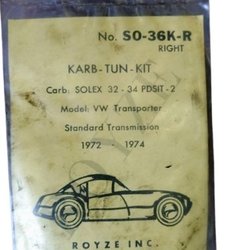 No. SO-36K-R
RIGHT
KARB-TUN-KIT
Carb: SOLEX 32-34 PDSIT-2
Model: VW Transporter
Standard Transmission
1972 - 1974
ROYZE INC.